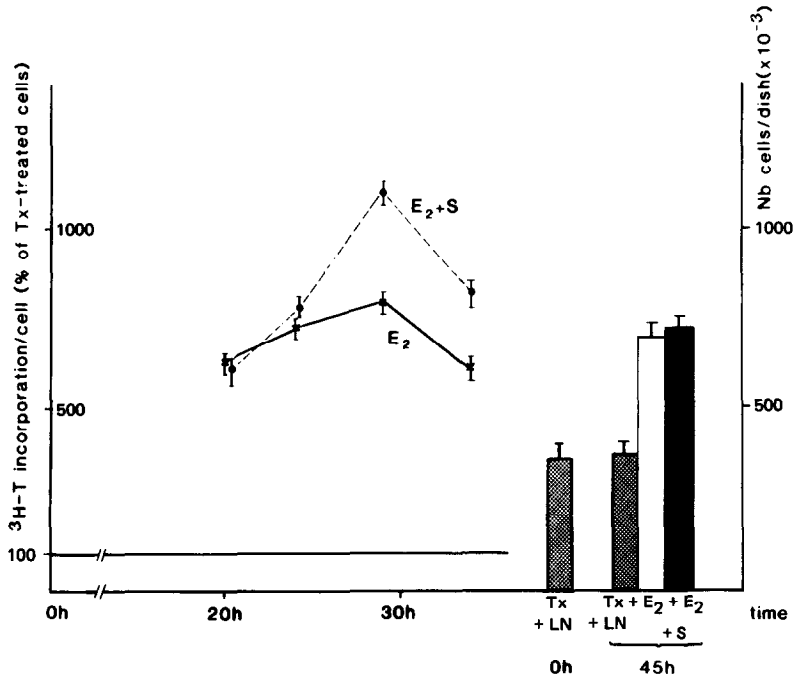 ³H-T incorporation/cell (% of Tx-treated cells)
1000
500
100
E₂+S
E₂
Nb cells/dish(x10⁻³)
1000
500
0h
20h
30h
time
Tx
+ LN
Tx + E₂ + E₂
+ LN
+ S
0h
45h